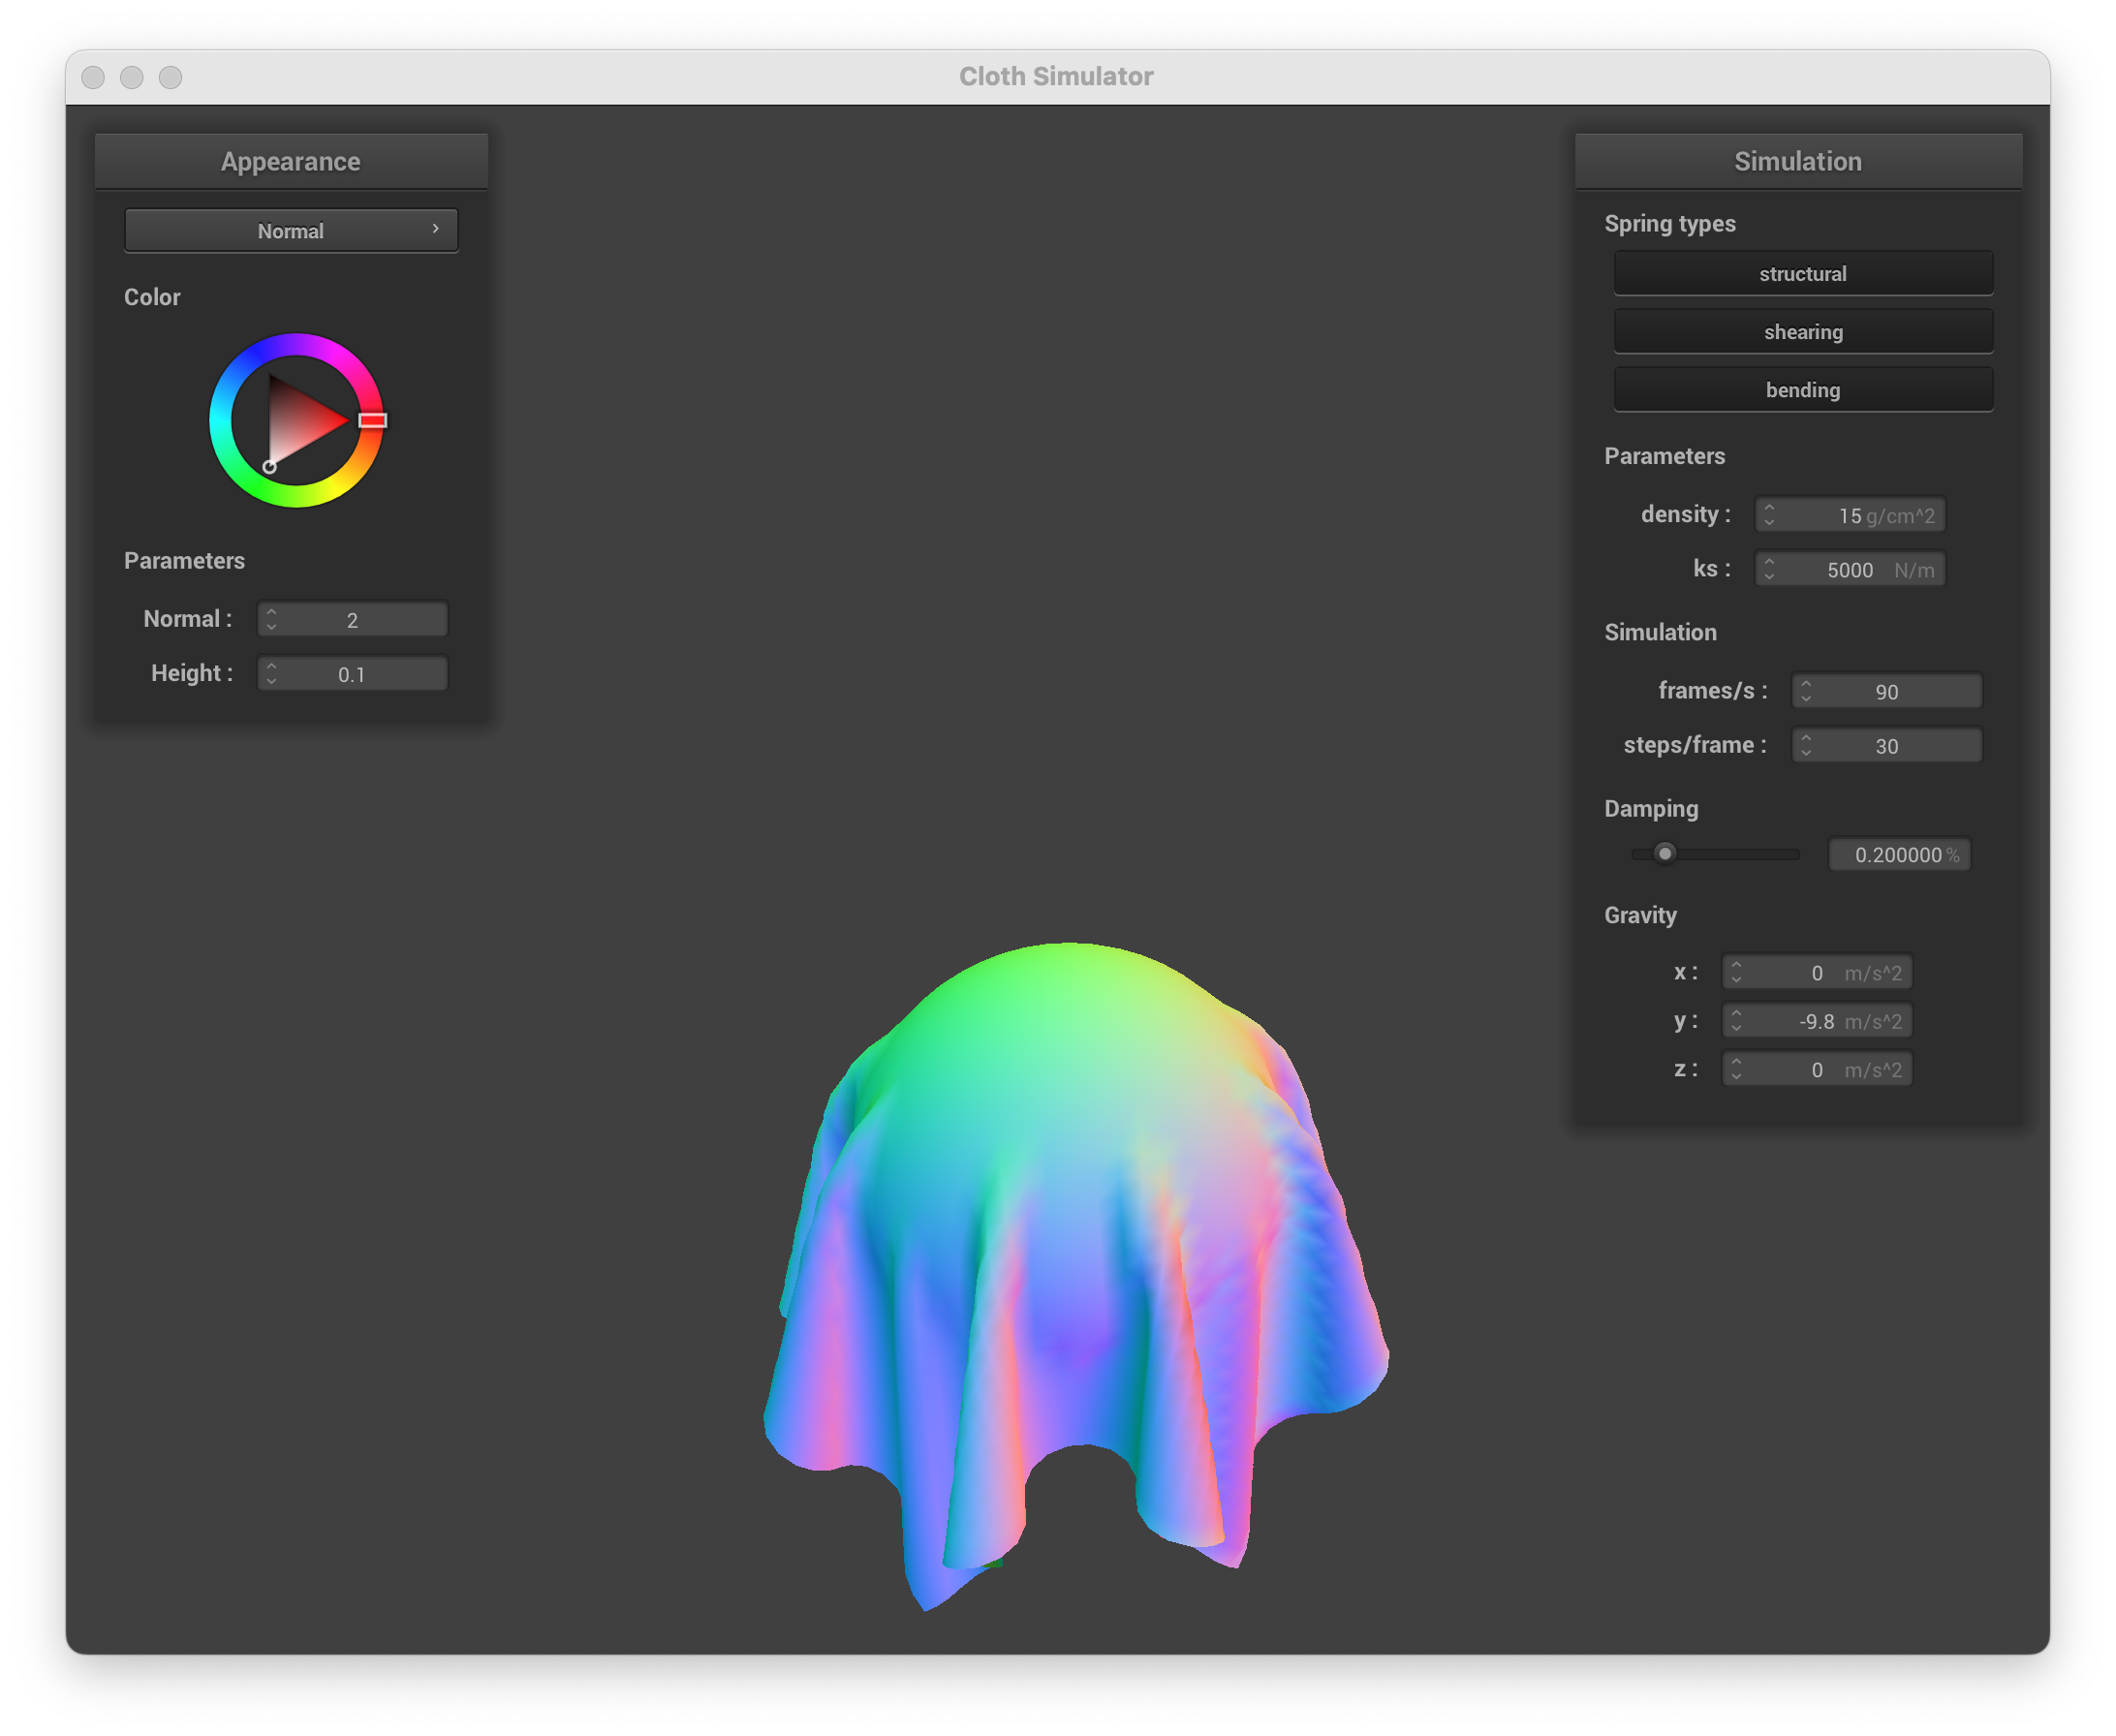 Cloth Simulator
Appearance
Normal
Color
Parameters
Normal : 2
Height : 0.1
Simulation
Spring types
structural
shearing
bending
Parameters
density : 15 g/cm^2
ks : 5000 N/m
Simulation
frames/s : 90
steps/frame : 30
Damping
0.200000 %
Gravity
x : 0 m/s^2
y : -9.8 m/s^2
z : 0 m/s^2